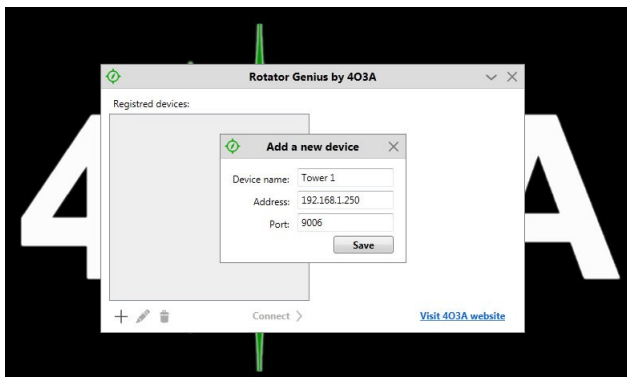 Rotator Genius by 4O3A
Registred devices:
Add a new device
Device name: Tower 1
Address: 192.168.1.250
Port: 9006
Save
Connect
Visit 4O3A website
4 A